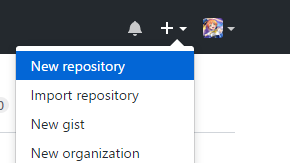 New repository
Import repository
New gist
New organization